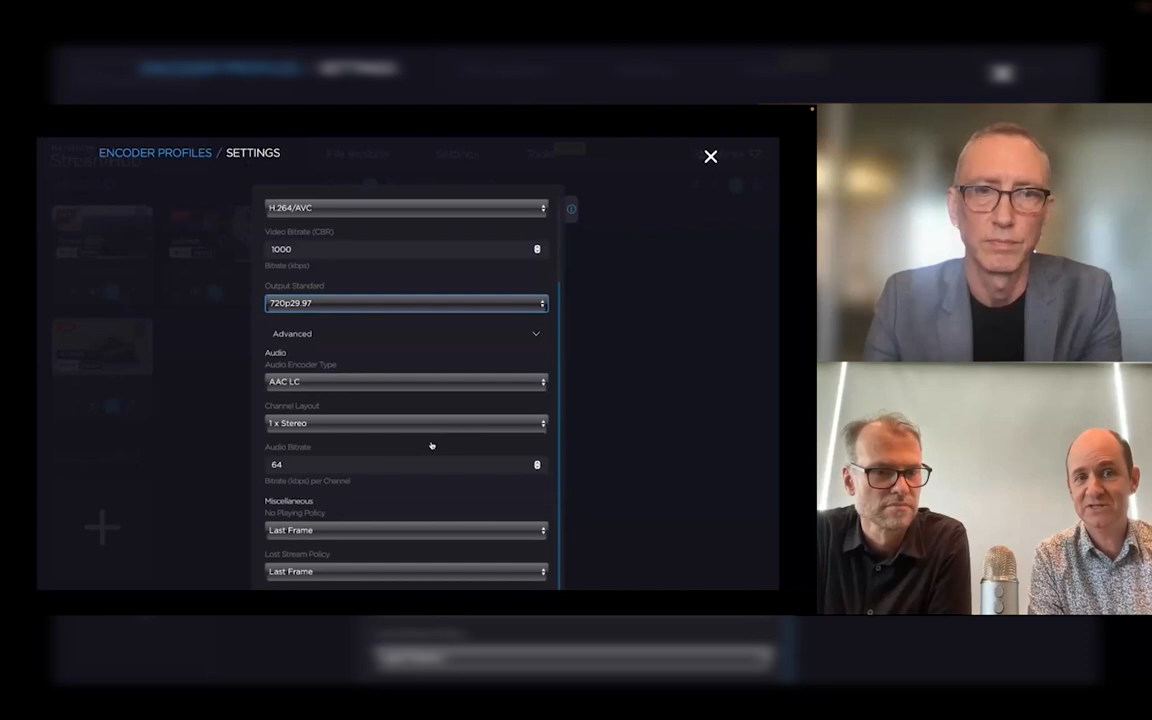 ENCODER PROFILES / SETTINGS
StreamHub
Settings
H.264/AVC
Video Bitrate (CBR)
1000
Bitrate (kbps)
Output Standard
720p29.97
Advanced
Audio
Audio Encoder Type
AAC LC
Channel Layout
1 x Stereo
Audio Bitrate
64
Bitrate (kbps) per Channel
Miscellaneous
No Playing Policy
Last Frame
Lost Stream Policy
Last Frame